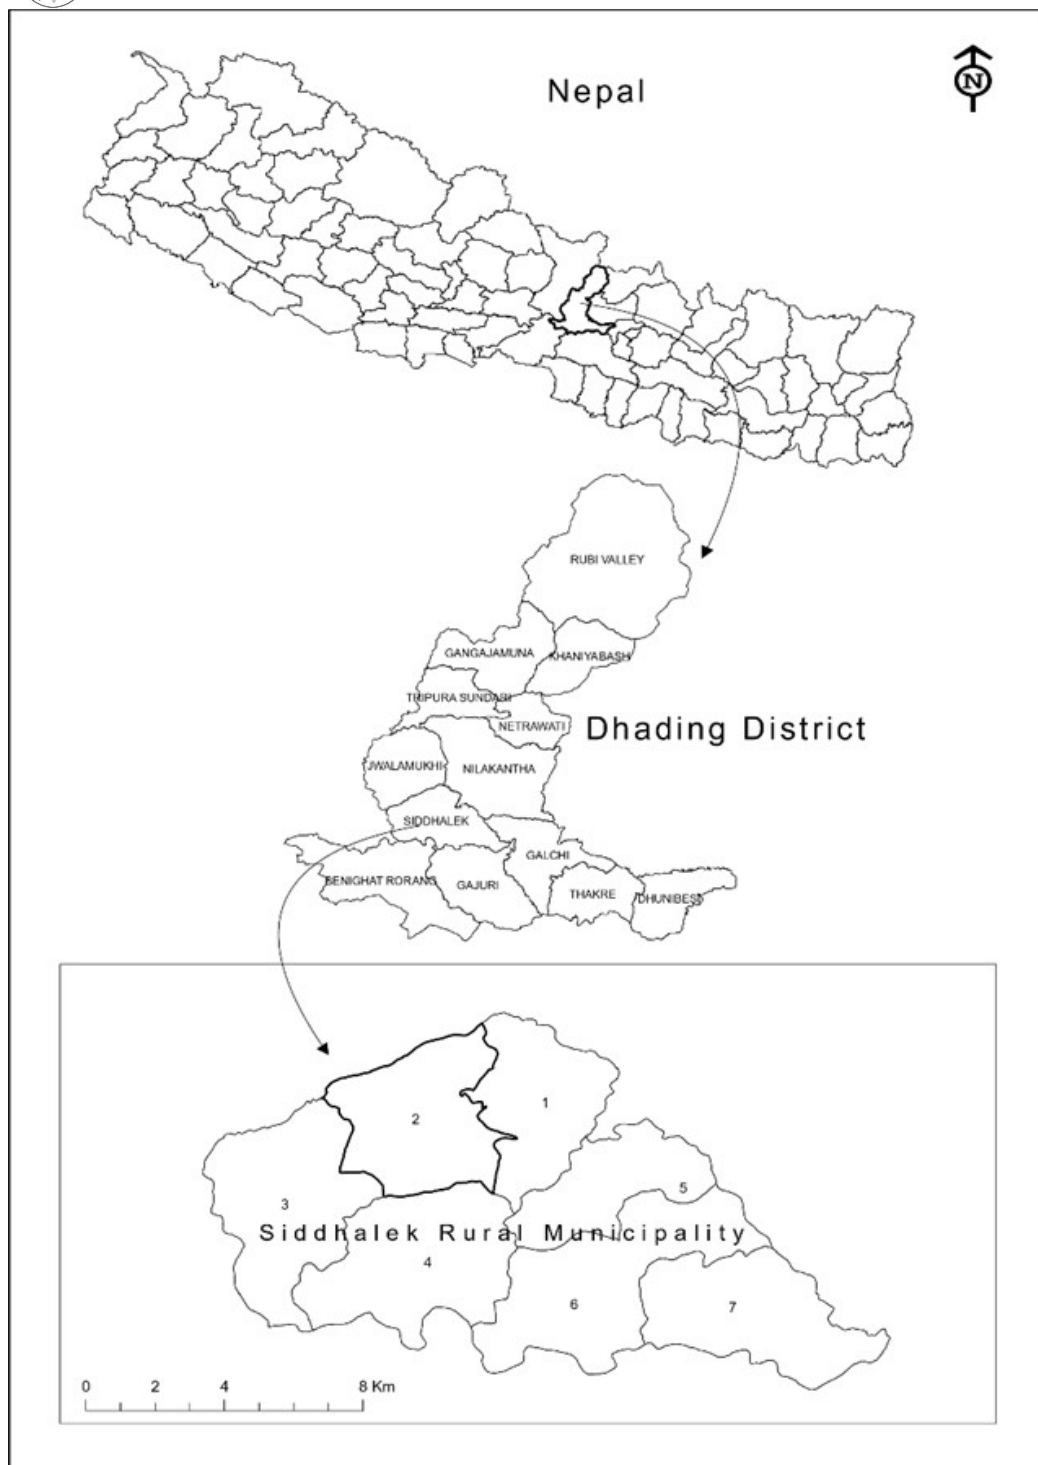 Nepal
N
RUBI VALLEY
GANGAJAMUNA
KHANIYABASH
TRIPURA SUNDARI
NETRAWATI
Dhading District
JWALAMUKHI
NILAKANTHA
SIDDHALEK
GALCHI
BENIGHAT RORANG
GAJURI
THAKRE
DHUNIBESI
1
2
5
3
Siddhalek Rural Municipality
4
6
7
0 2 4 8 Km